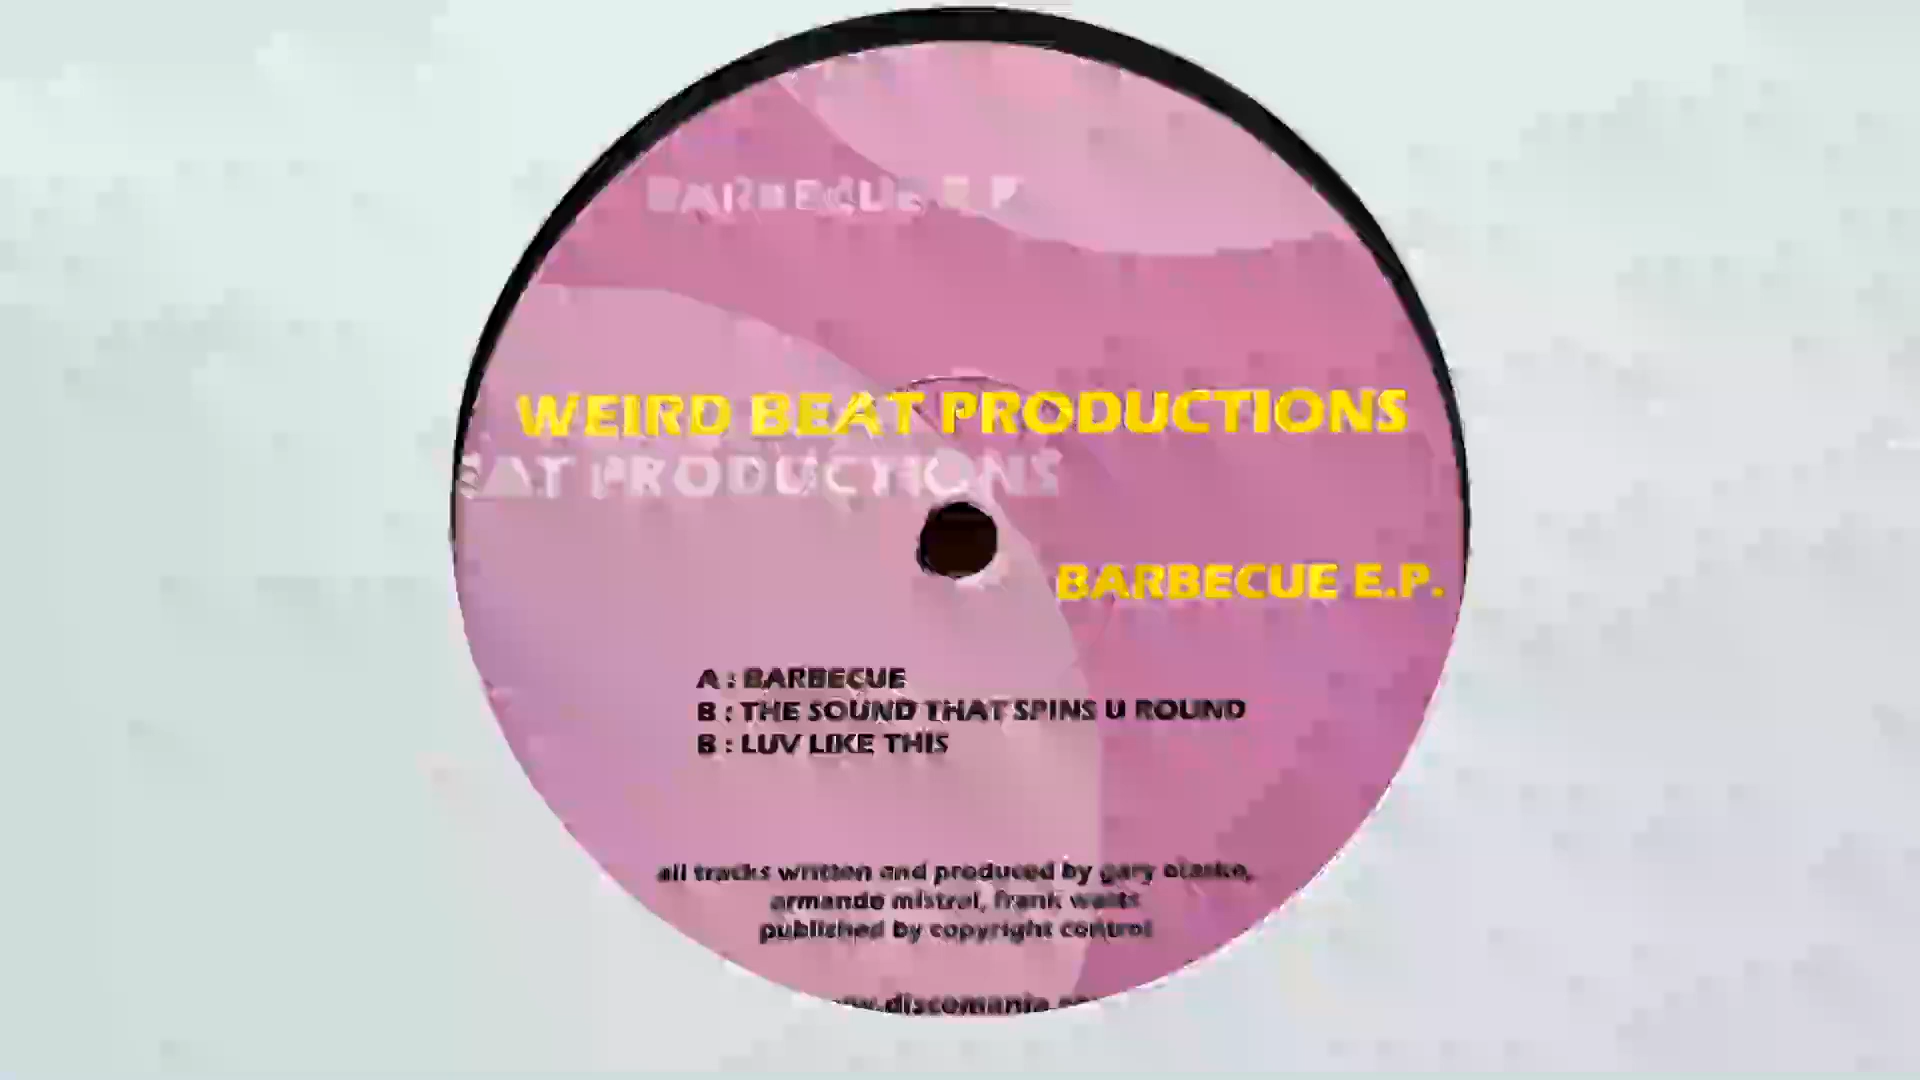 BARBECUE E.P.
WEIRD BEAT PRODUCTIONS
EAT PRODUCTIONS
BARBECUE E.P.
A : BARBECUE
B : THE SOUND THAT SPINS U ROUND
B : LUV LIKE THIS
all tracks written and produced by gary
armando mistral, frank watts
published by copyright control
discomania